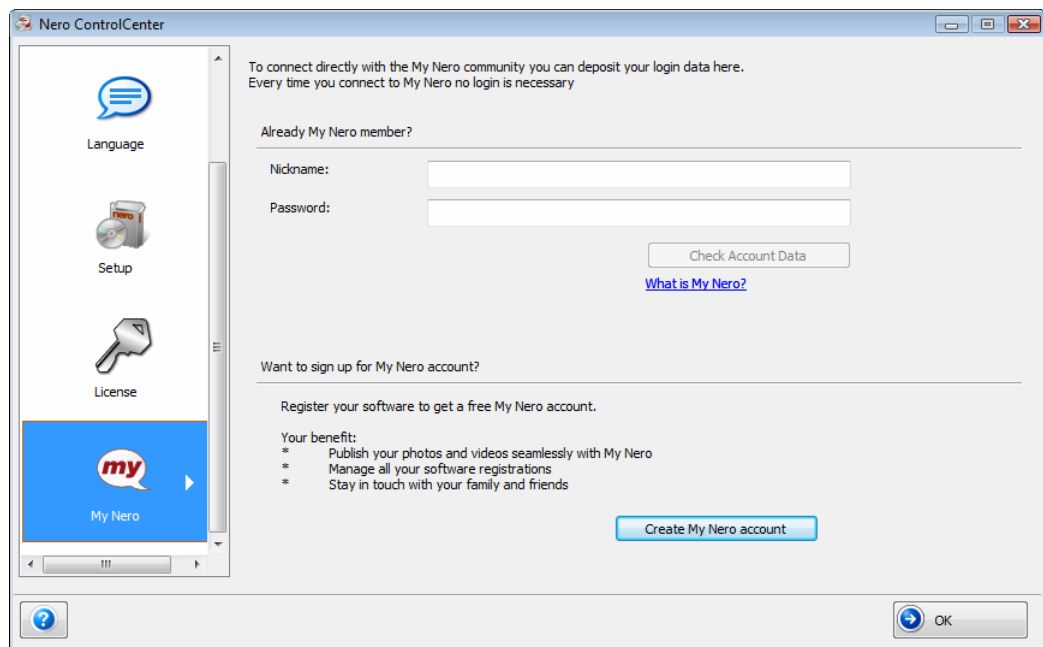 Nero ControlCenter
Language
nero
Setup
License
my
My Nero
To connect directly with the My Nero community you can deposit your login data here.
Every time you connect to My Nero no login is necessary
Already My Nero member?
Nickname:
Password:
Check Account Data
What is My Nero?
Want to sign up for My Nero account?
Register your software to get a free My Nero account.
Your benefit:
* Publish your photos and videos seamlessly with My Nero
* Manage all your software registrations
* Stay in touch with your family and friends
Create My Nero account
?
OK